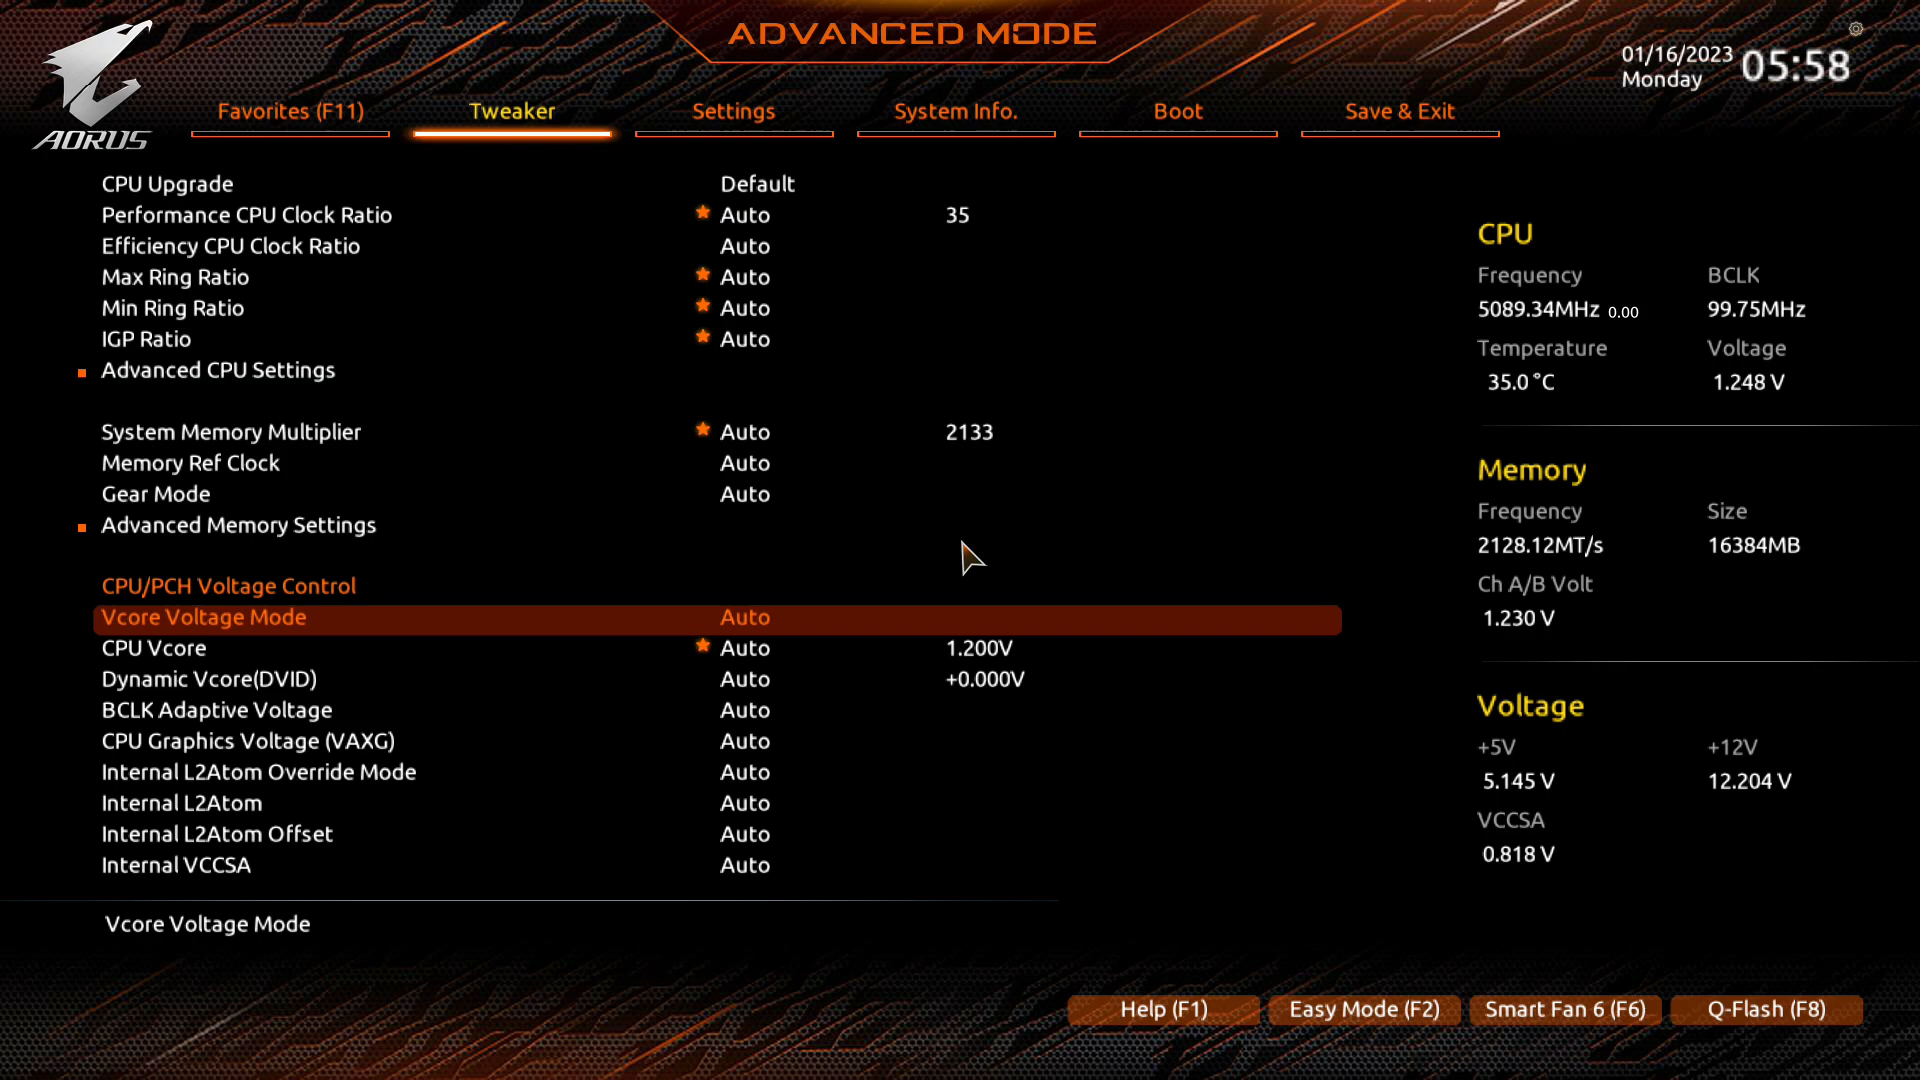 ADVANCED MODE
AORUS
01/16/2023
Monday
05:58
Favorites (F11) Tweaker Settings System Info. Boot Save & Exit
CPU Upgrade Default
Performance CPU Clock Ratio Auto 35
Efficiency CPU Clock Ratio Auto
Max Ring Ratio Auto
Min Ring Ratio Auto
IGP Ratio Auto
Advanced CPU Settings
System Memory Multiplier Auto 2133
Memory Ref Clock Auto
Gear Mode Auto
Advanced Memory Settings
CPU/PCH Voltage Control
Vcore Voltage Mode Auto
CPU Vcore Auto 1.200V
Dynamic Vcore(DVID) Auto +0.000V
BCLK Adaptive Voltage Auto
CPU Graphics Voltage (VAXG) Auto
Internal L2Atom Override Mode Auto
Internal L2Atom Auto
Internal L2Atom Offset Auto
Internal VCCSA Auto
Vcore Voltage Mode
CPU
Frequency BCLK
5089.34MHz 0.00 99.75MHz
Temperature Voltage
35.0 °C 1.248 V
Memory
Frequency Size
2128.12MT/s 16384MB
Ch A/B Volt
1.230 V
Voltage
+5V +12V
5.145 V 12.204 V
VCCSA
0.818 V
Help (F1) Easy Mode (F2) Smart Fan 6 (F6) Q-Flash (F8)